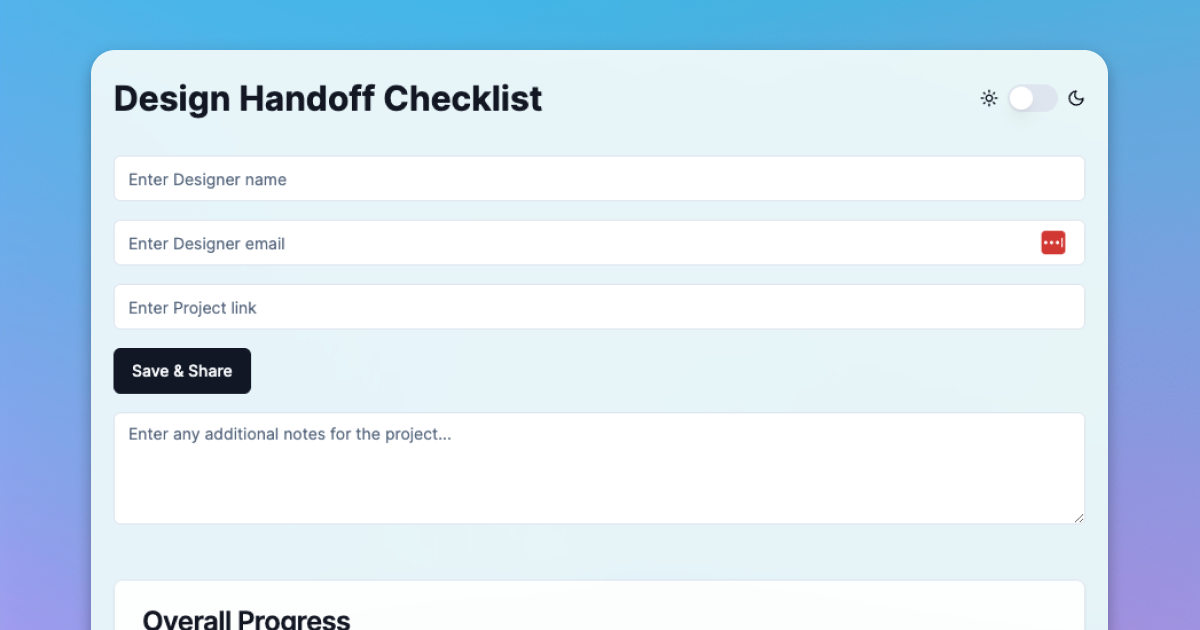 Design Handoff Checklist
Enter Designer name
Enter Designer email
Enter Project link
Save & Share
Enter any additional notes for the project...
Overall Progress